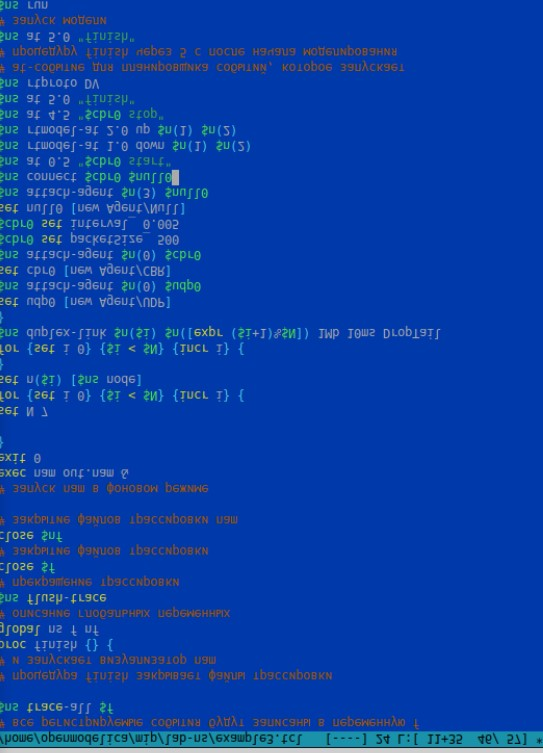 /home/openmodelica/mip/lab-ns/example3.tcl [----] 24 L:[ 11+35 46/ 57] *
# все регистрируемые события будут записаны в переменную f
$ns trace-all $f
# процедура finish закрывает файлы трассировки
# и запускает визуализатор nam
proc finish {} {
global ns f nf
# описание глобальных переменных
$ns flush-trace
# прекращение трассировки
close $f
# закрытие файлов трассировки
close $nf
# закрытие файлов трассировки nam
# запуск nam в фоновом режиме
exec nam out.nam &
exit 0
}
set N 7
for {set i 0} {$i < $N} {incr i} {
set n($i) [$ns node]
}
for {set i 0} {$i < $N} {incr i} {
$ns duplex-link $n($i) $n([expr ($i+1)%$N]) 1Mb 10ms DropTail
}
set udp0 [new Agent/UDP]
$ns attach-agent $n(0) $udp0
set cbr0 [new Agent/CBR]
$ns attach-agent $n(0) $cbr0
$cbr0 set packetSize_ 500
$cbr0 set interval_ 0.005
set null0 [new Agent/Null]
$ns attach-agent $n(3) $null0
$ns connect $cbr0 $null0
$ns at 0.5 "$cbr0 start"
$ns rtmodel-at 1.0 down $n(1) $n(2)
$ns rtmodel-at 2.0 up $n(1) $n(2)
$ns at 4.5 "$cbr0 stop"
$ns at 5.0 "finish"
$ns rtproto DV
# at-событие для планировщика событий, которое запускает
# процедуру finish через 5 с после начала моделирования
$ns at 5.0 "finish"
# запуск модели
$ns run